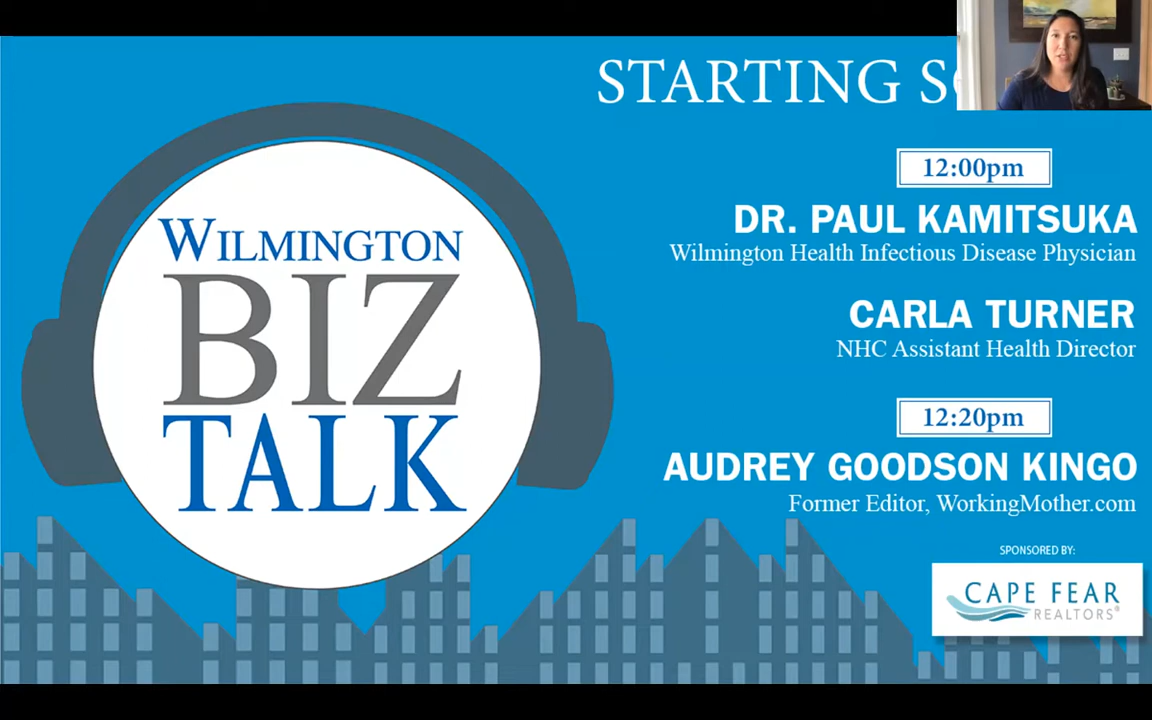 STARTING
12:00pm
DR. PAUL KAMITSUKA
Wilmington Health Infectious Disease Physician
CARLA TURNER
NHC Assistant Health Director
12:20pm
AUDREY GOODSON KINGO
Former Editor, WorkingMother.com
SPONSORED BY:
CAPE FEAR
REALTORS®
WILMINGTON
BIZ
TALK